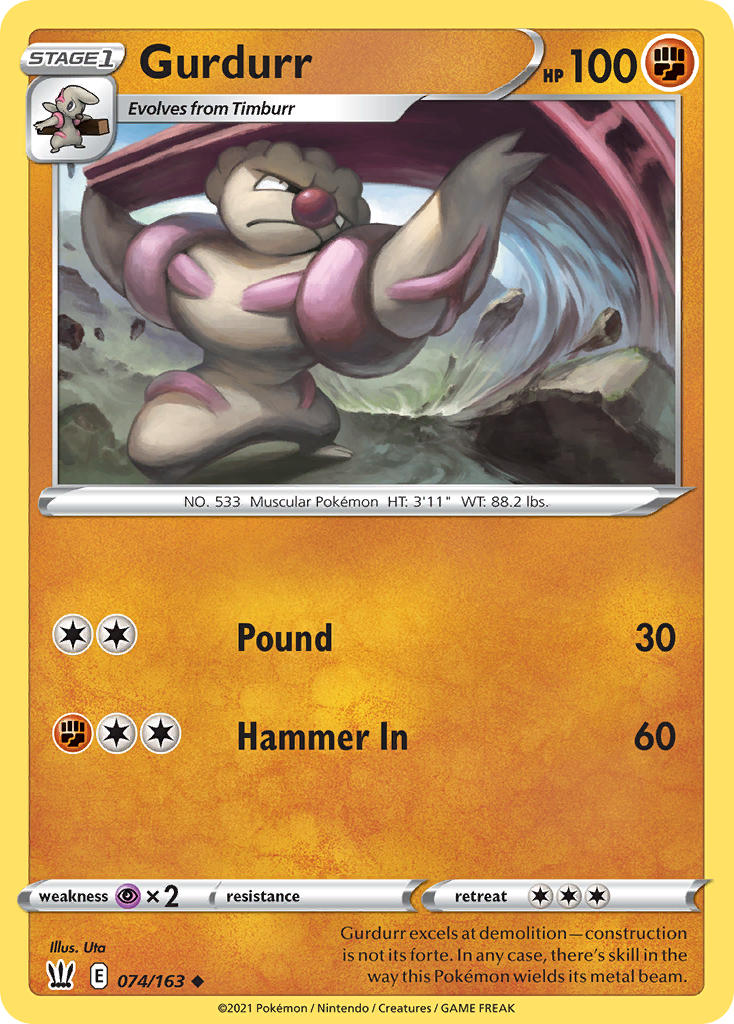 STAGE1
Gurdurr
HP 100
Evolves from Timburr
NO. 533 Muscular Pokémon HT: 3'11" WT: 88.2 lbs.
Pound 30
Hammer In 60
weakness ×2 resistance retreat
Illus. Uta
Gurdurr excels at demolition—construction
is not its forte. In any case, there's skill in the
way this Pokémon wields its metal beam.
E 074/163
©2021 Pokémon / Nintendo / Creatures / GAME FREAK